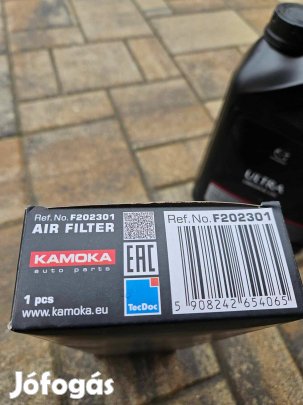 ULTRA
Ref. No. F202301
AIR FILTER
KAMOKA
auto parts
1 pcs
www.kamoka.eu
EAC
TecDoc
Ref. No. F202301
5 908242 654065
Jófogás